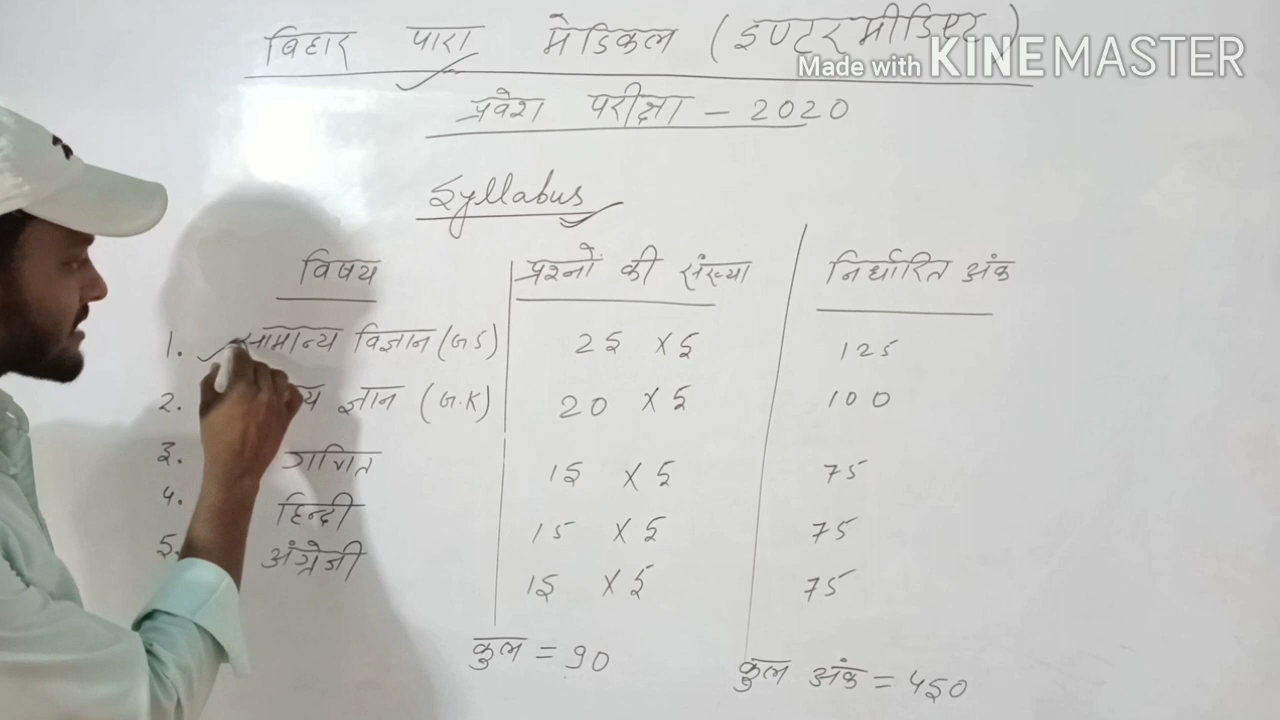 बिहार पारा मेडिकल (इण्टरमीडिएट)
Made with KINEMASTER
प्रवेश परीक्षा - 2020
Syllabus
विषय प्रश्नों की संख्या निर्धारित अंक
1. सामान्य विज्ञान (G.S) 25 × 5 125
2. ज्ञान (G.K) 20 × 5 100
3. गणित 15 × 5 75
4. हिन्दी 15 × 5 75
5. अंग्रेजी 15 × 5 75
कुल = 90 कुल अंक = 450